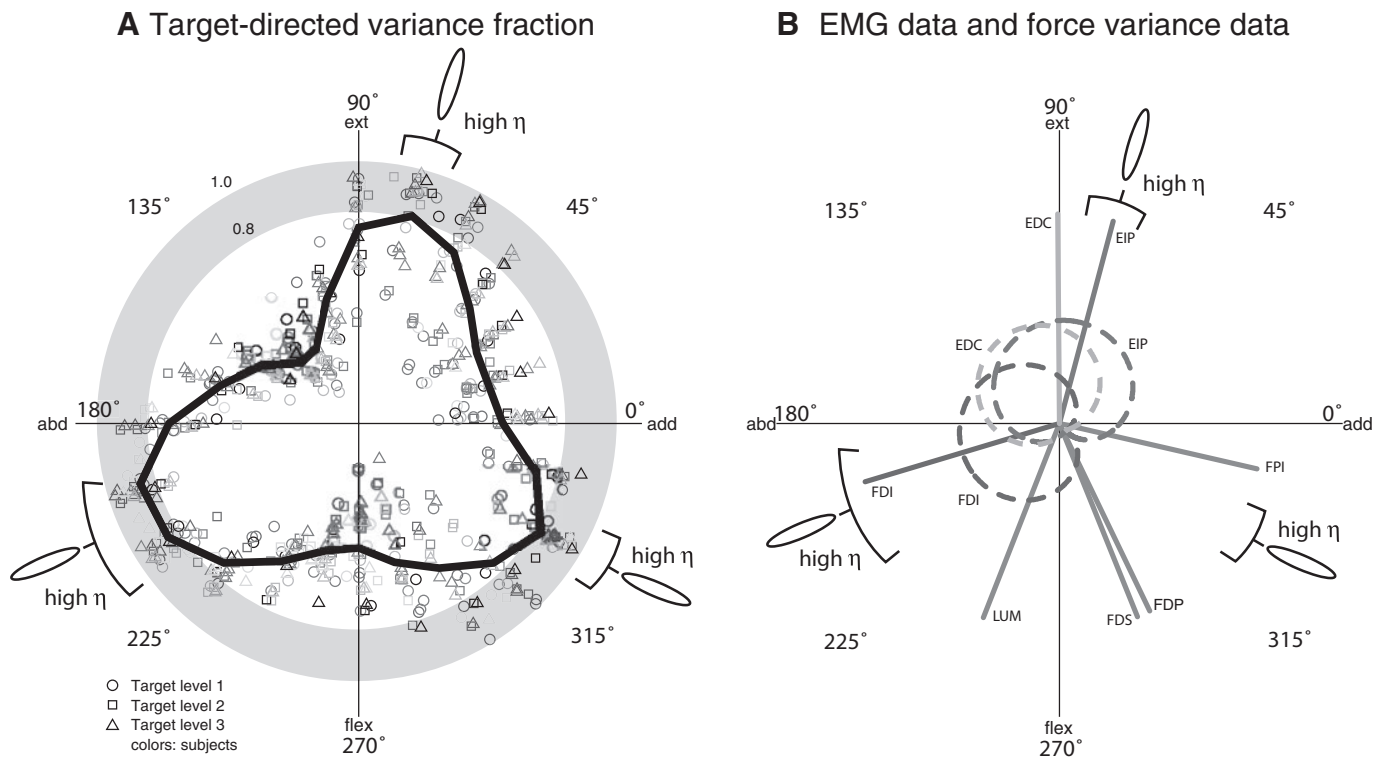 A Target-directed variance fraction
90°
ext
high η
1.0
135°
45°
0.8
180°
abd
0°
add
high η
high η
225°
315°
Target level 1
Target level 2
Target level 3
colors: subjects
flex
270°
B EMG data and force variance data
90°
ext
high η
135°
45°
EDC
EIP
EDC
EIP
abd
180°
0°
add
FPI
FDI
FDI
high η
high η
LUM
FDS
FDP
225°
315°
flex
270°